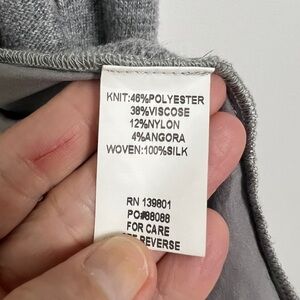 KNIT:46%POLYESTER
38%VISCOSE
12%NYLON
4%ANGORA
WOVEN:100%SILK
RN 139801
PO#88088
FOR CARE
SEE REVERSE